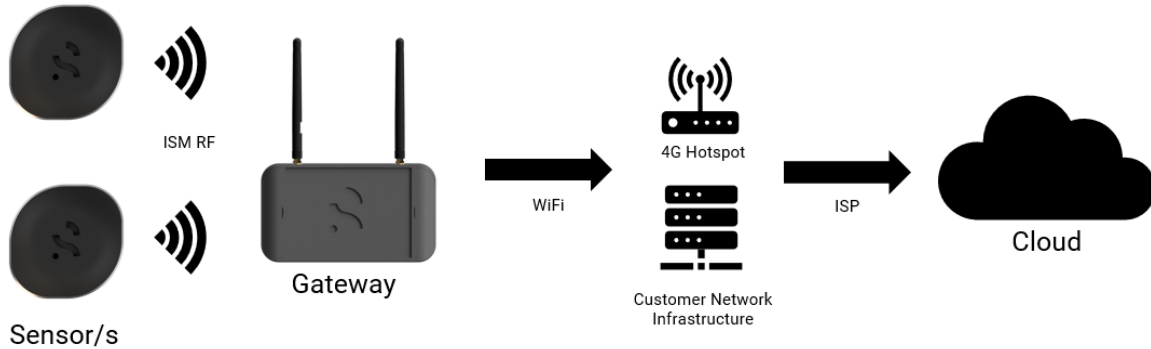 ISM RF
Sensor/s
Gateway
WiFi
4G Hotspot
Customer Network
Infrastructure
ISP
Cloud